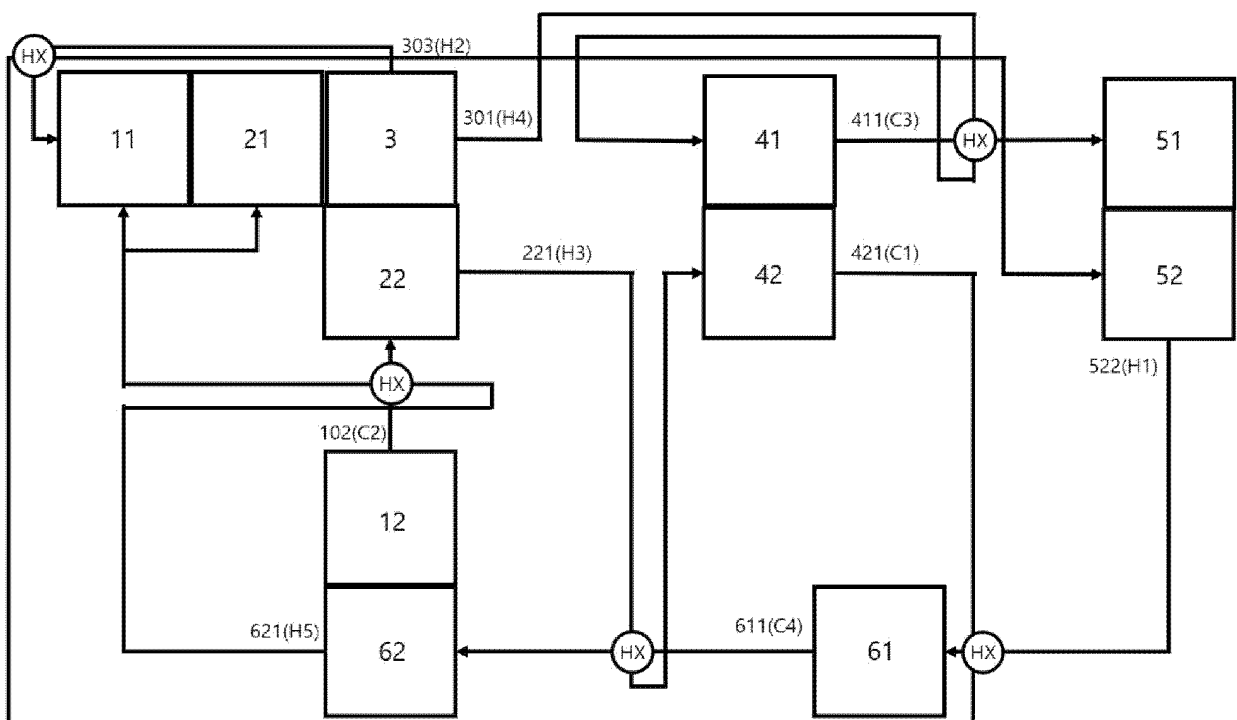 HX
303(H2)
11
21
3
301(H4)
41
411(C3)
HX
51
22
221(H3)
42
421(C1)
52
522(H1)
HX
102(C2)
12
621(H5)
62
HX
611(C4)
61
HX